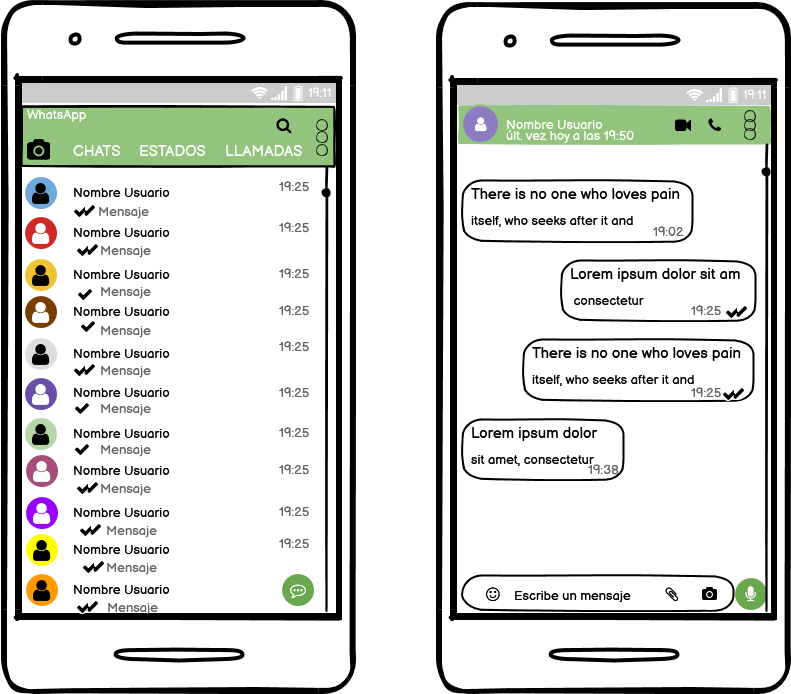 19:11
WhatsApp
CHATS ESTADOS LLAMADAS
Nombre Usuario 19:25
Mensaje
Nombre Usuario 19:25
Mensaje
Nombre Usuario 19:25
Mensaje
Nombre Usuario 19:25
Mensaje
Nombre Usuario 19:25
Mensaje
Nombre Usuario 19:25
Mensaje
Nombre Usuario 19:25
Mensaje
Nombre Usuario 19:25
Mensaje
Nombre Usuario 19:25
Mensaje
Nombre Usuario 19:25
Mensaje
Nombre Usuario
Mensaje
19:11
Nombre Usuario
últ. vez hoy a las 19:50
There is no one who loves pain
itself, who seeks after it and
19:02
Lorem ipsum dolor sit am
consectetur
19:25
There is no one who loves pain
itself, who seeks after it and
19:25
Lorem ipsum dolor
sit amet, consectetur
19:38
Escribe un mensaje